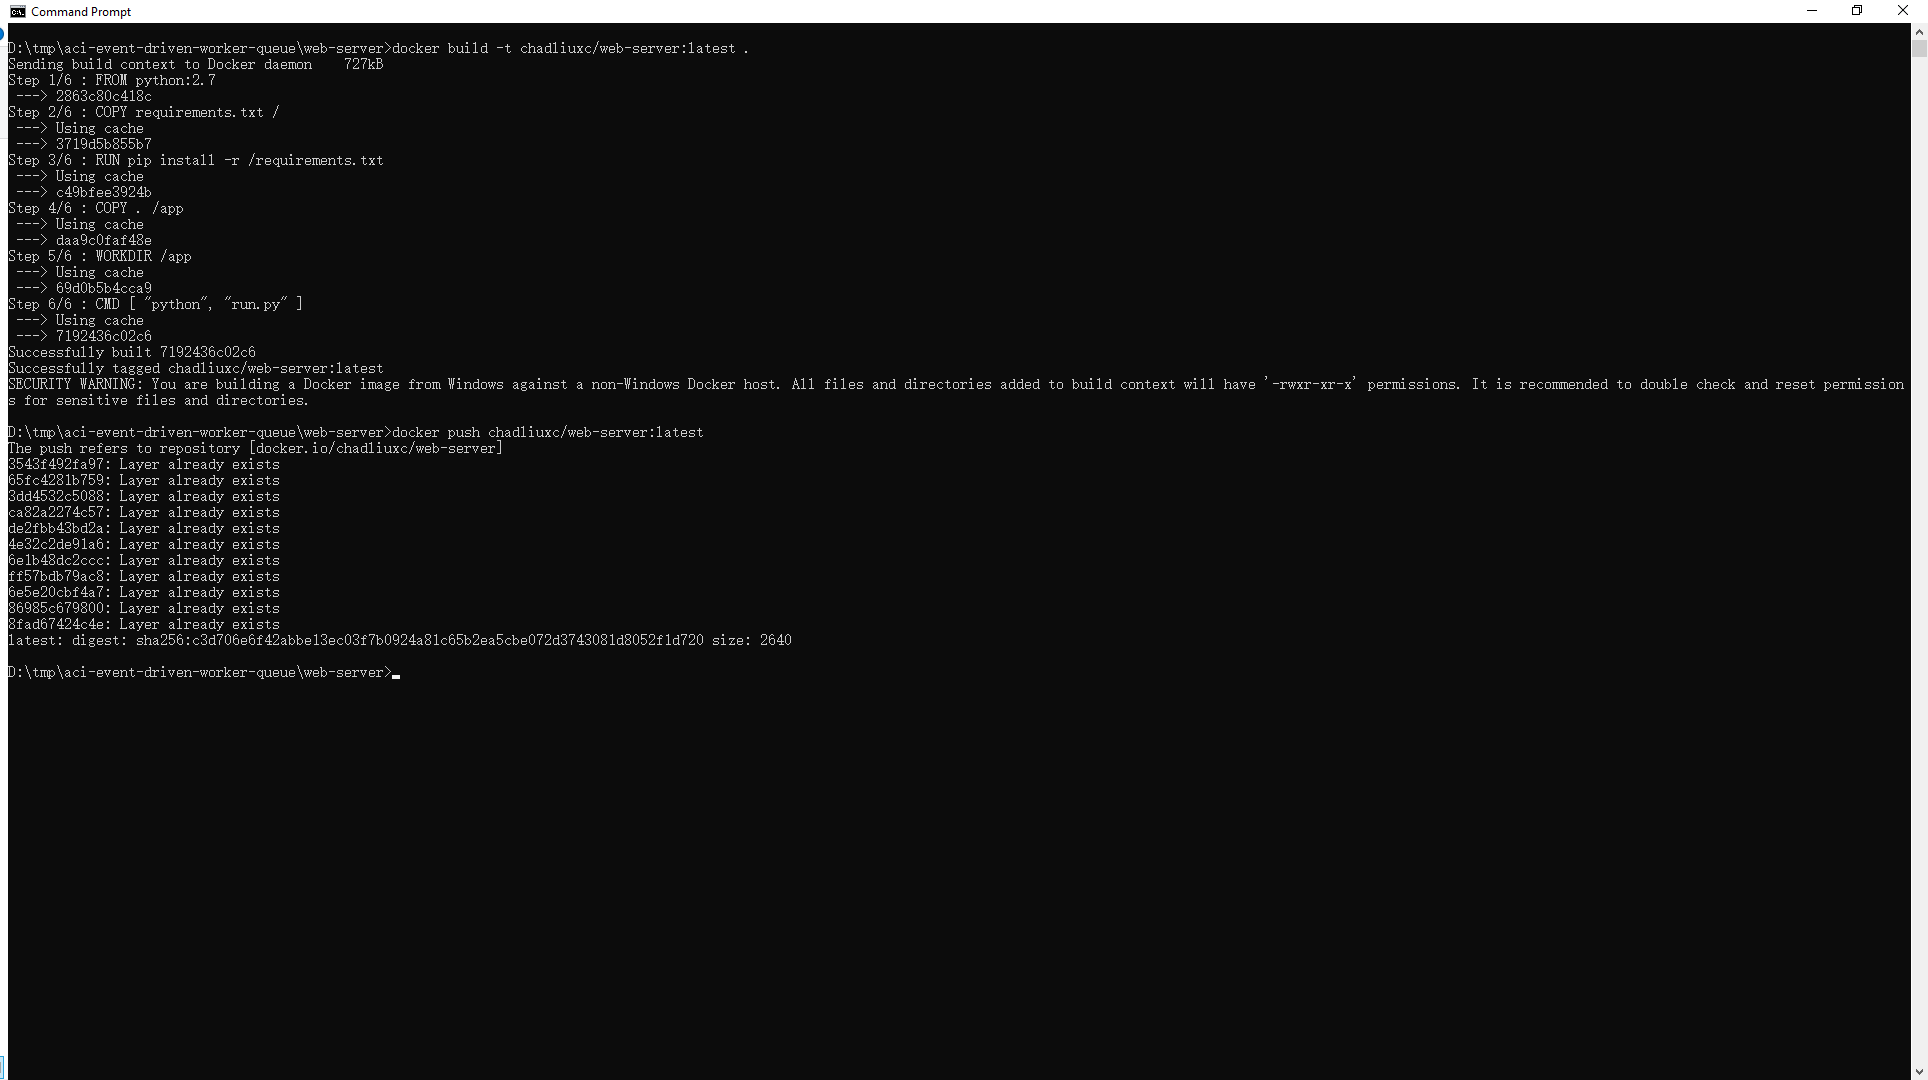 Command Prompt
D:\tmp\aci-event-driven-worker-queue\web-server>docker build -t chadliuxc/web-server:latest .
Sending build context to Docker daemon    727kB
Step 1/6 : FROM python:2.7
 ---> 2863c80c418c
Step 2/6 : COPY requirements.txt /
 ---> Using cache
 ---> 3719d5b855b7
Step 3/6 : RUN pip install -r /requirements.txt
 ---> Using cache
 ---> c49bfee3924b
Step 4/6 : COPY . /app
 ---> Using cache
 ---> daa9c0faf48e
Step 5/6 : WORKDIR /app
 ---> Using cache
 ---> 69d0b5b4cca9
Step 6/6 : CMD [ "python", "run.py" ]
 ---> Using cache
 ---> 7192436c02c6
Successfully built 7192436c02c6
Successfully tagged chadliuxc/web-server:latest
SECURITY WARNING: You are building a Docker image from Windows against a non-Windows Docker host. All files and directories added to build context will have '-rwxr-xr-x' permissions. It is recommended to double check and reset permission
s for sensitive files and directories.
D:\tmp\aci-event-driven-worker-queue\web-server>docker push chadliuxc/web-server:latest
The push refers to repository [docker.io/chadliuxc/web-server]
3543f492fa97: Layer already exists
65fc4281b759: Layer already exists
3dd4532c5088: Layer already exists
ca82a2274c57: Layer already exists
de2fbb43bd2a: Layer already exists
4e32c2de91a6: Layer already exists
6e1b48dc2ccc: Layer already exists
ff57bdb79ac8: Layer already exists
6e5e20cbf4a7: Layer already exists
86985c679800: Layer already exists
8fad67424c4e: Layer already exists
latest: digest: sha256:c3d706e6f42abbe13ec03f7b0924a81c65b2ea5cbe072d3743081d8052f1d720 size: 2640
D:\tmp\aci-event-driven-worker-queue\web-server>